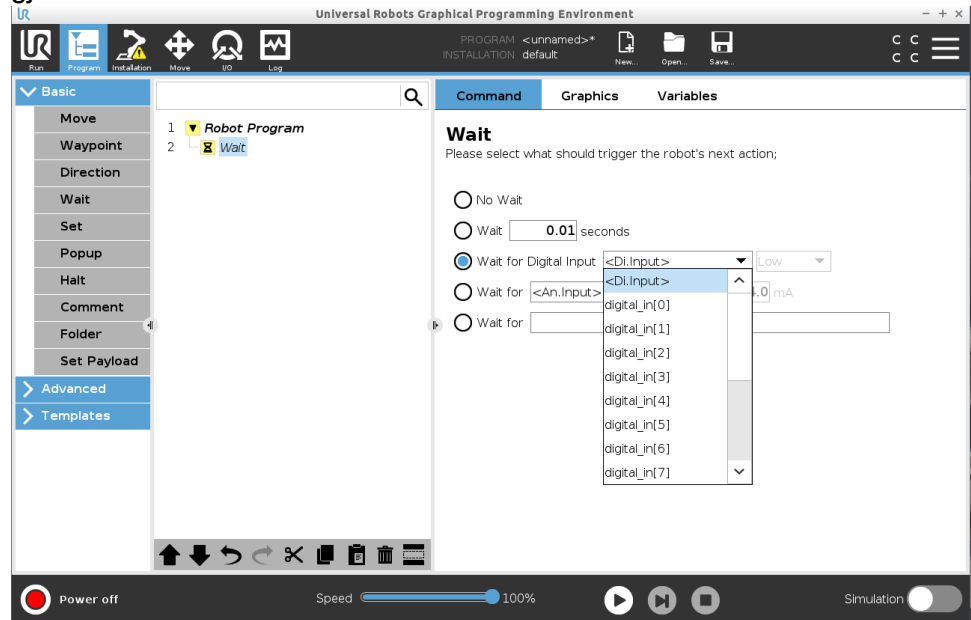 UR Universal Robots Graphical Programming Environment - + ×
UR
Run Program Installation Move I/O Log
PROGRAM <unnamed>*
INSTALLATION default
New... Open... Save...
C C
C C
Basic
Move
Waypoint
Direction
Wait
Set
Popup
Halt
Comment
Folder
Set Payload
Advanced
Templates
1 Robot Program
2 Wait
Command Graphics Variables
Wait
Please select what should trigger the robot's next action;
No Wait
Wait 0.01 seconds
Wait for Digital Input <Di.Input> Low
Wait for <An.Input> .0 mA
Wait for
<Di.Input>
digital_in[0]
digital_in[1]
digital_in[2]
digital_in[3]
digital_in[4]
digital_in[5]
digital_in[6]
digital_in[7]
Power off
Speed 100%
Simulation